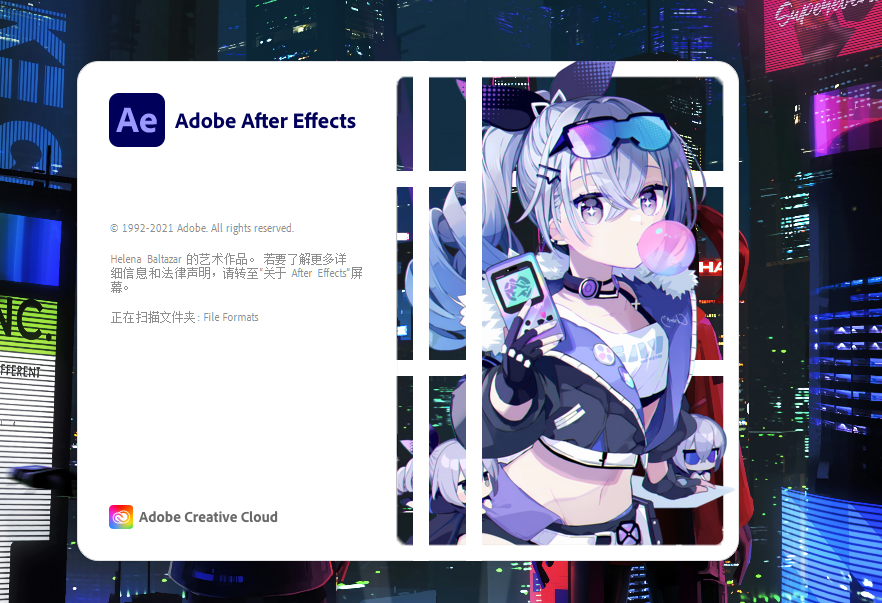 Superb
Ae Adobe After Effects
© 1992-2021 Adobe. All rights reserved.
Helena Baltazar 的艺术作品。 若要了解更多详
细信息和法律声明，请转至"关于 After Effects"屏
幕。
正在扫描文件夹: File Formats
HA
NC.
FFERENT
Adobe Creative Cloud